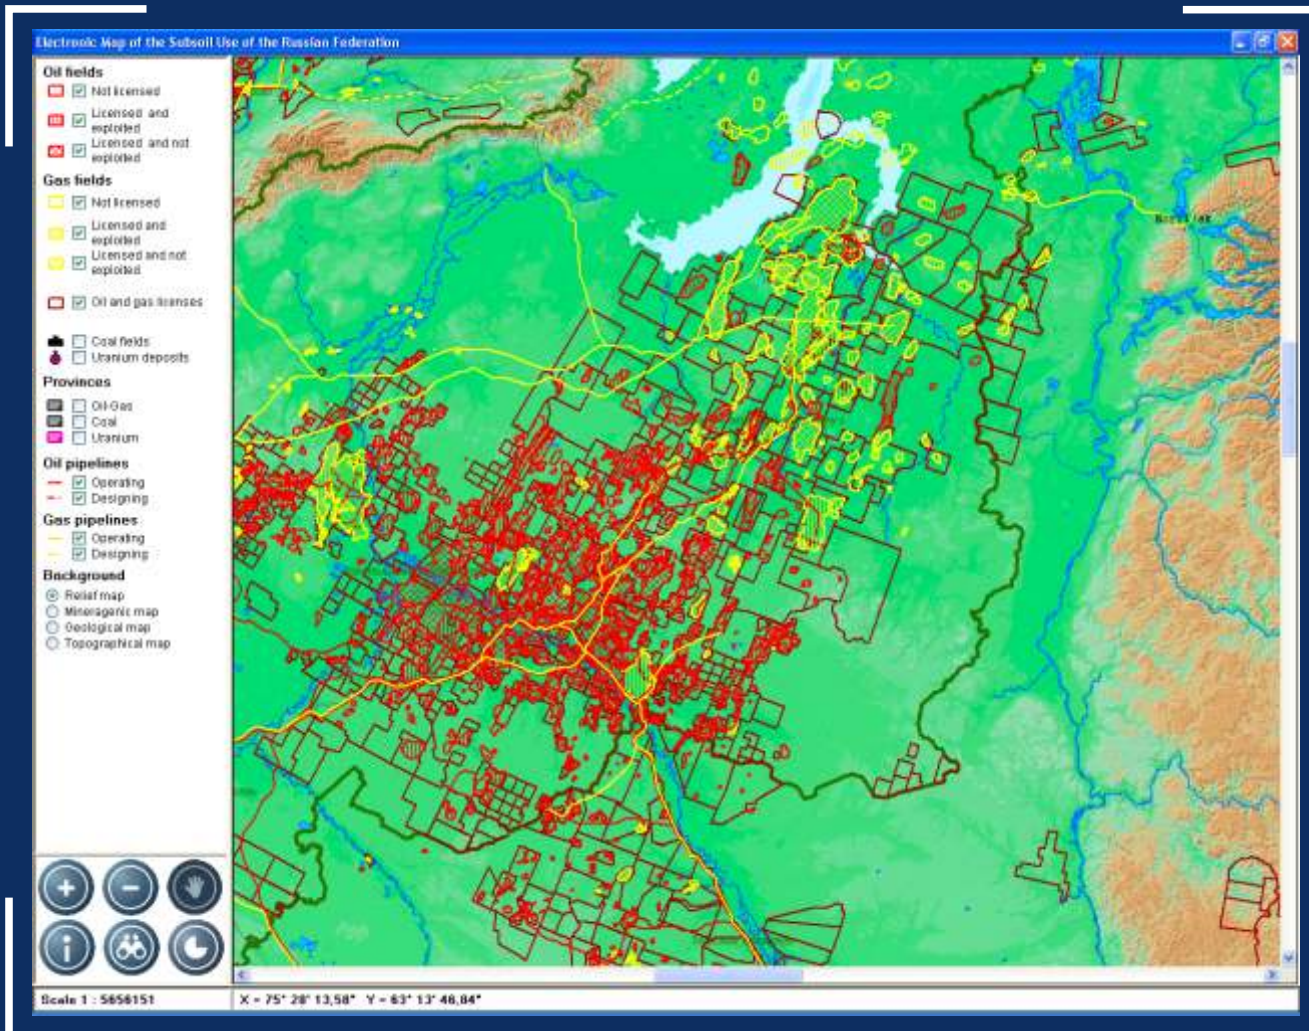 Electronic Map of the Subsoil Use of the Russian Federation
Oil fields
Not licensed
Licensed and
exploited
Licensed and not
exploited
Gas fields
Not licensed
Licensed and
exploited
Licensed and not
exploited
Oil and gas licenses
Coal fields
Uranium deposits
Provinces
Oil-Gas
Coal
Uranium
Oil pipelines
Operating
Designing
Gas pipelines
Operating
Designing
Background
Relief map
Mineragenic map
Geological map
Topographical map
Scale 1 : 5656151
X = 75° 28' 13,58" Y = 63° 13' 46,84"